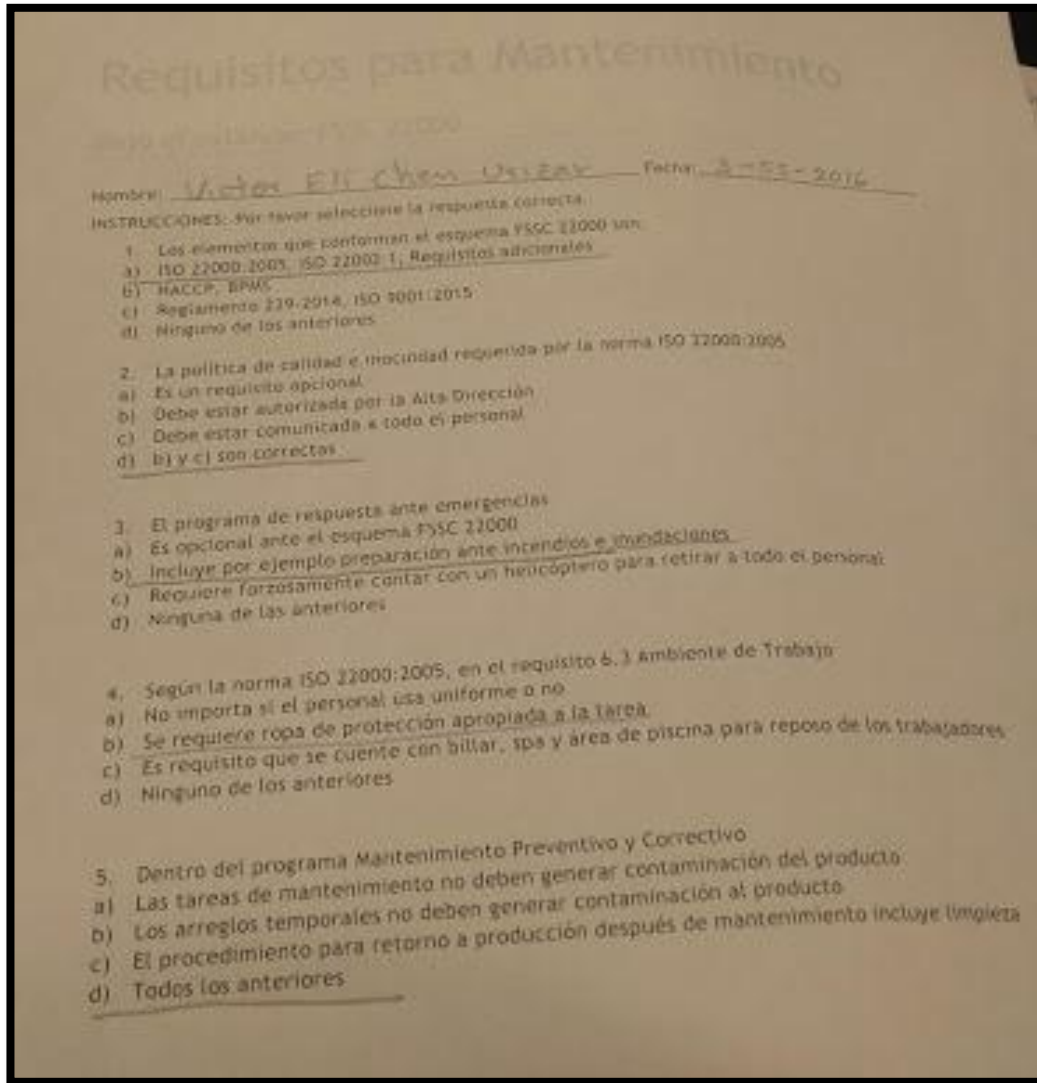 Requisitos para Mantenimiento
FSSC 22000
Nombre: Victor Eli Chen Fecha: 2016
INSTRUCCIONES: Por favor seleccione la respuesta correcta.
1. Los elementos que conforman el esquema FSSC 22000 son:
a) ISO 22000:2005, ISO 22002-1, Requisitos adicionales
b) HACCP, BPMS
c) Reglamento 229-2014, ISO 9001:2015
d) Ninguno de los anteriores
2. La política de calidad e inocuidad requerida por la norma ISO 22000:2005
a) Es un requisito opcional
b) Debe estar autorizada por la Alta Dirección
c) Debe estar comunicada a todo el personal
d) b) y c) son correctas
3. El programa de respuesta ante emergencias
a) Es opcional ante el esquema FSSC 22000
b) Incluye por ejemplo preparación ante incendios e inundaciones
c) Requiere forzosamente contar con un helicóptero para retirar a todo el personal
d) Ninguna de las anteriores
4. Según la norma ISO 22000:2005, en el requisito 6.3 Ambiente de Trabajo
a) No importa si el personal usa uniforme o no
b) Se requiere ropa de protección apropiada a la tarea
c) Es requisito que se cuente con billar, spa y área de piscina para reposo de los trabajadores
d) Ninguno de los anteriores
5. Dentro del programa Mantenimiento Preventivo y Correctivo
a) Las tareas de mantenimiento no deben generar contaminación del producto
b) Los arreglos temporales no deben generar contaminación al producto
c) El procedimiento para retorno a producción después de mantenimiento incluye limpieza
d) Todos los anteriores